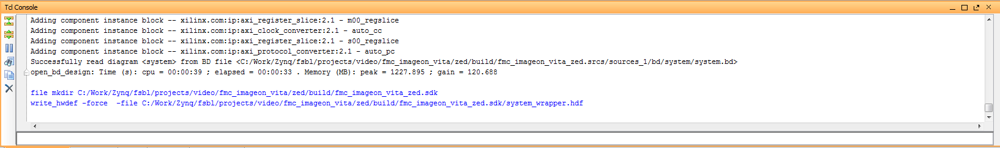 Tcl Console
Adding component instance block -- xilinx.com:ip:axi_register_slice:2.1 - m00_regslice
Adding component instance block -- xilinx.com:ip:axi_clock_converter:2.1 - auto_cc
Adding component instance block -- xilinx.com:ip:axi_register_slice:2.1 - s00_regslice
Adding component instance block -- xilinx.com:ip:axi_protocol_converter:2.1 - auto_pc
Successfully read diagram <system> from BD file <C:/Work/Zynq/fsbl/projects/video/fmc_imageon_vita/zed/build/fmc_imageon_vita_zed.srcs/sources_1/bd/system/system.bd>
open_bd_design: Time (s): cpu = 00:00:39 ; elapsed = 00:00:33 . Memory (MB): peak = 1227.895 ; gain = 120.688
file mkdir C:/Work/Zynq/fsbl/projects/video/fmc_imageon_vita/zed/build/fmc_imageon_vita_zed.sdk
write_hwdef -force  -file C:/Work/Zynq/fsbl/projects/video/fmc_imageon_vita/zed/build/fmc_imageon_vita_zed.sdk/system_wrapper.hdf